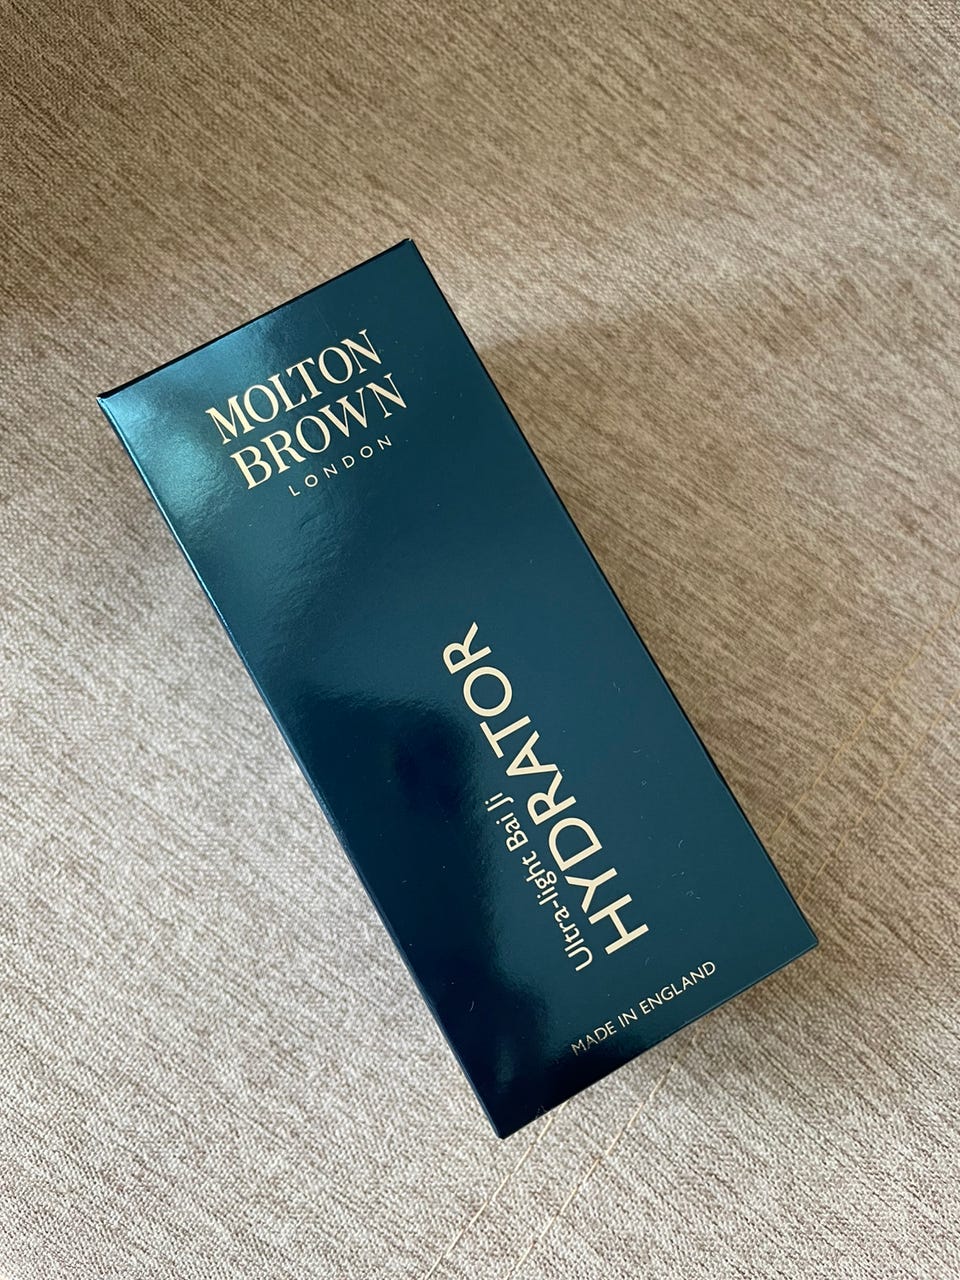 MOLTON
BROWN
LONDON
Ultra-light Bai Ji
HYDRATOR
MADE IN ENGLAND